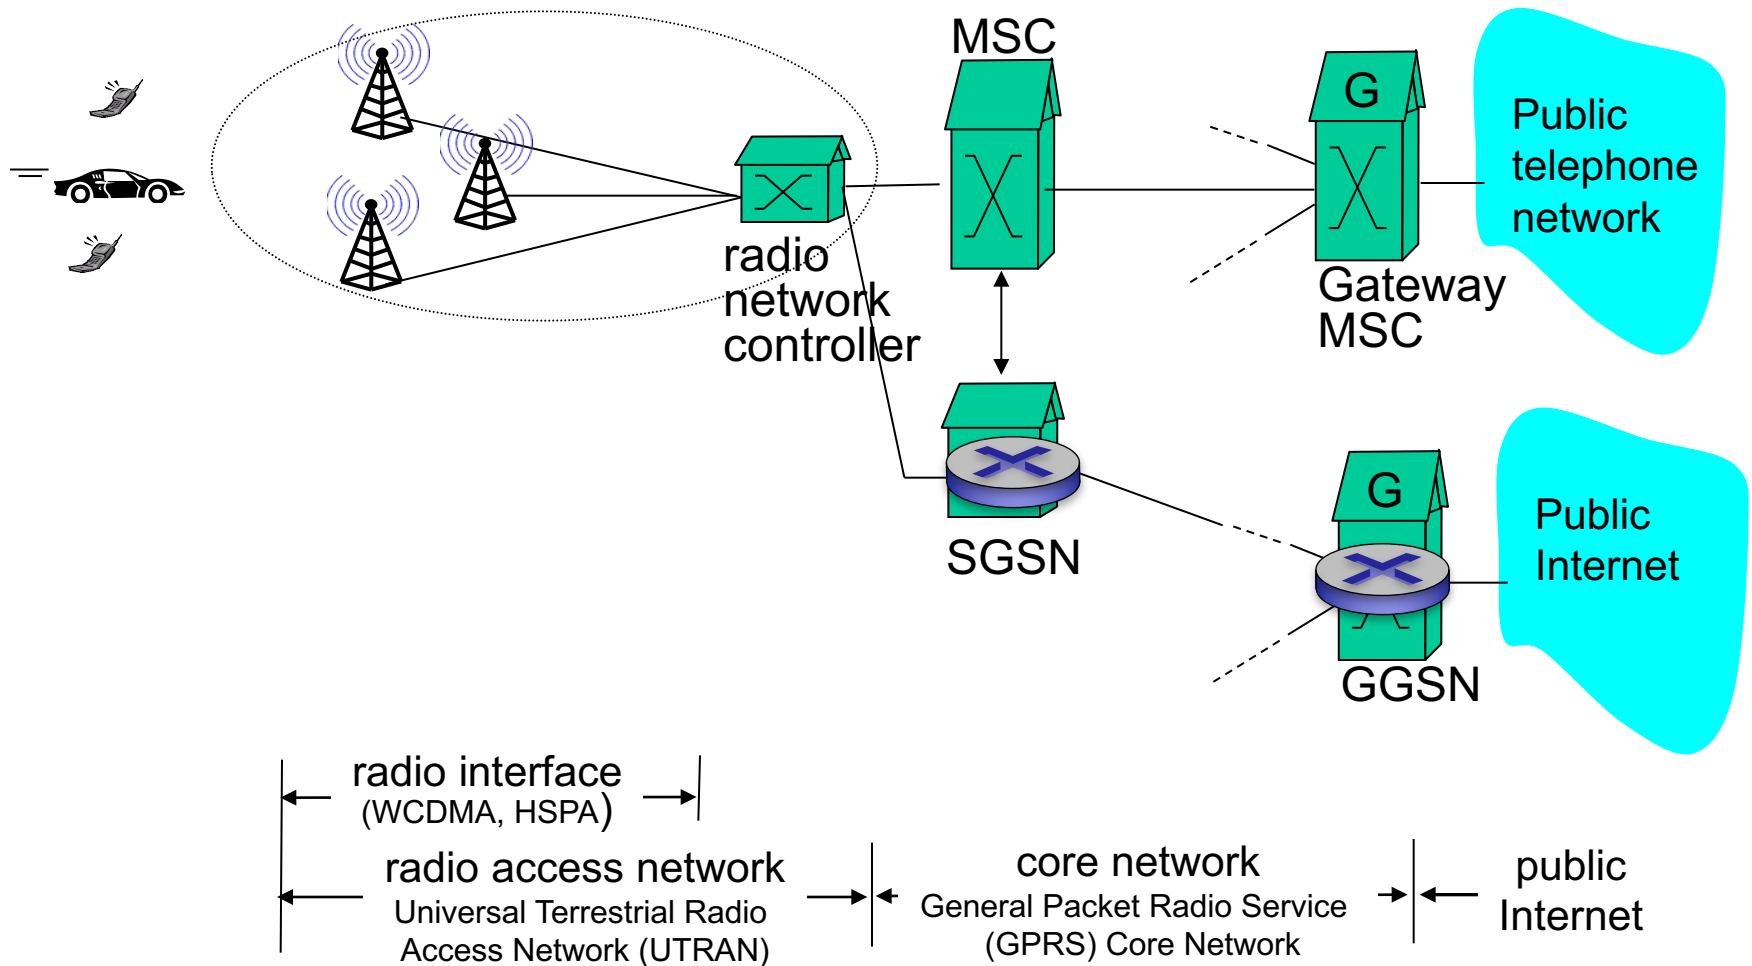 MSC
G
Public
telephone
network
radio
network
controller
Gateway
MSC
SGSN
G
Public
Internet
GGSN
radio interface
(WCDMA, HSPA)
radio access network
Universal Terrestrial Radio
Access Network (UTRAN)
core network
General Packet Radio Service
(GPRS) Core Network
public
Internet